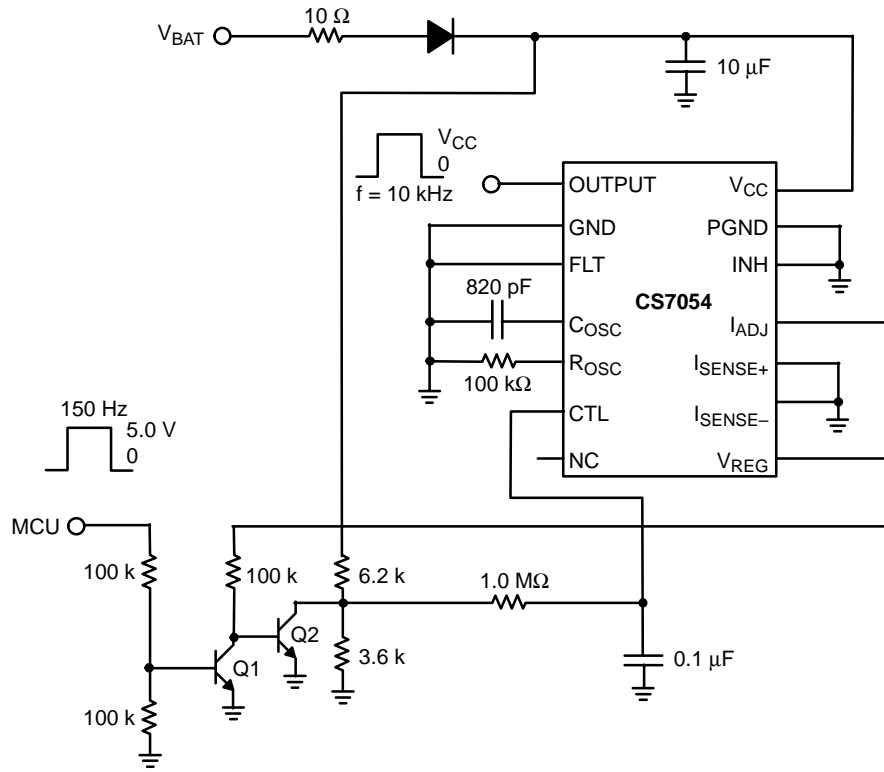 10 Ω
V_BAT
10 μF
V_CC
0
f = 10 kHz
OUTPUT
V_CC
GND
PGND
FLT
INH
820 pF
CS7054
C_OSC
I_ADJ
R_OSC
100 kΩ
I_SENSE+
CTL
I_SENSE–
NC
V_REG
150 Hz
5.0 V
0
MCU
100 k
100 k
6.2 k
1.0 MΩ
Q2
Q1
3.6 k
0.1 μF
100 k